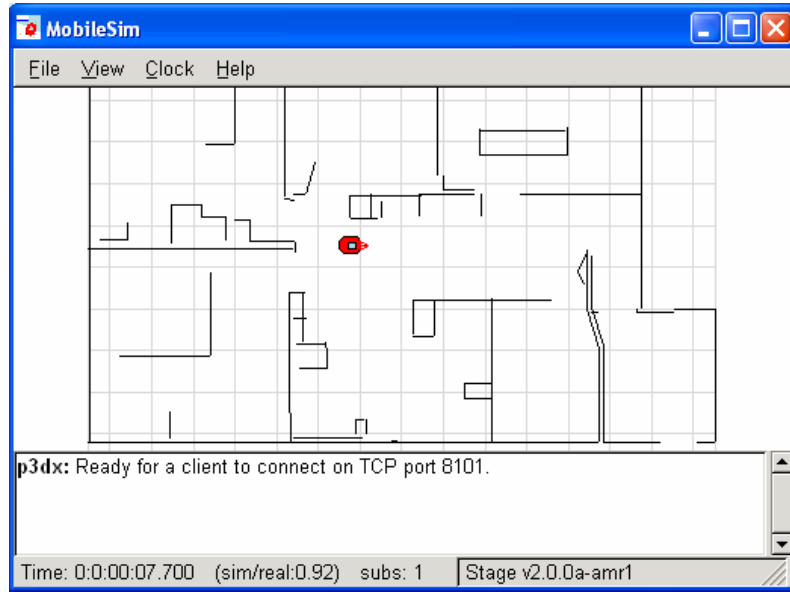 MobileSim
File View Clock Help
p3dx: Ready for a client to connect on TCP port 8101.
Time: 0:0:00:07.700 (sim/real:0.92) subs: 1 Stage v2.0.0a-amr1